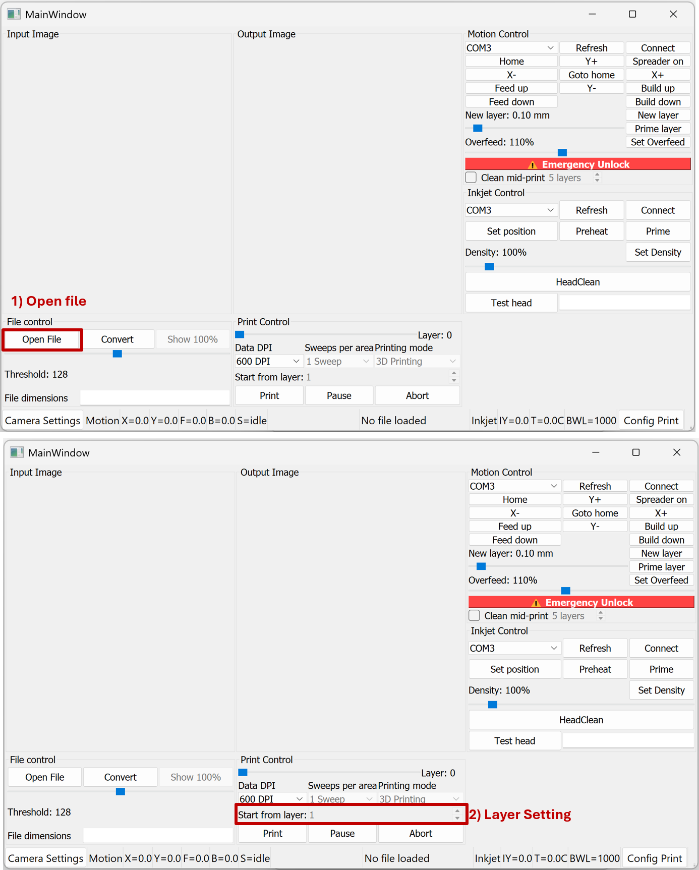 MainWindow
Input Image
Output Image
Motion Control
COM3 Refresh Connect
Home Y+ Spreader on
X- Goto home X+
Feed up Y- Build up
Feed down Build down
New layer: 0.10 mm New layer
Prime layer
Overfeed: 110% Set Overfeed
Emergency Unlock
Clean mid-print 5 layers
Inkjet Control
COM3 Refresh Connect
Set position Preheat Prime
Density: 100% Set Density
HeadClean
Test head
1) Open file
File control
Open File Convert Show 100%
Threshold: 128
File dimensions
Print Control
Layer: 0
Data DPI Sweeps per area Printing mode
600 DPI 1 Sweep 3D Printing
Start from layer: 1
Print Pause Abort
Camera Settings Motion X=0.0 Y=0.0 F=0.0 B=0.0 S=idle No file loaded Inkjet IY=0.0 T=0.0C BWL=1000 Config Print
MainWindow
Input Image
Output Image
Motion Control
COM3 Refresh Connect
Home Y+ Spreader on
X- Goto home X+
Feed up Y- Build up
Feed down Build down
New layer: 0.10 mm New layer
Prime layer
Overfeed: 110% Set Overfeed
Emergency Unlock
Clean mid-print 5 layers
Inkjet Control
COM3 Refresh Connect
Set position Preheat Prime
Density: 100% Set Density
HeadClean
Test head
File control
Open File Convert Show 100%
Threshold: 128
File dimensions
Print Control
Layer: 0
Data DPI Sweeps per area Printing mode
600 DPI 1 Sweep 3D Printing
Start from layer: 1
2) Layer Setting
Print Pause Abort
Camera Settings Motion X=0.0 Y=0.0 F=0.0 B=0.0 S=idle No file loaded Inkjet IY=0.0 T=0.0C BWL=1000 Config Print